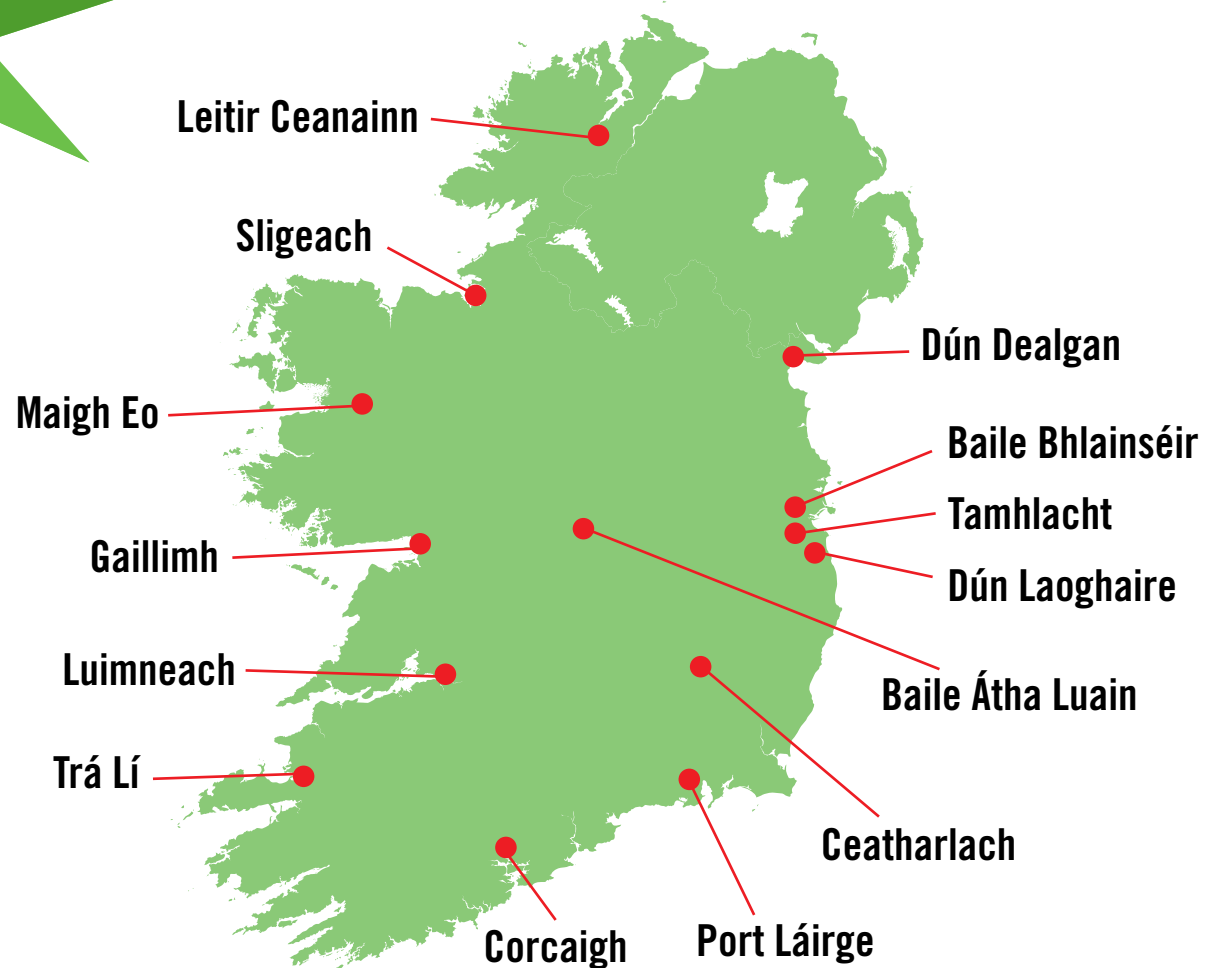 Leitir Ceanainn
Sligeach
Dún Dealgan
Maigh Eo
Baile Bhlainséir
Tamhlacht
Gaillimh
Dún Laoghaire
Luimneach
Baile Átha Luain
Trá Lí
Ceatharlach
Corcaigh
Port Láirge